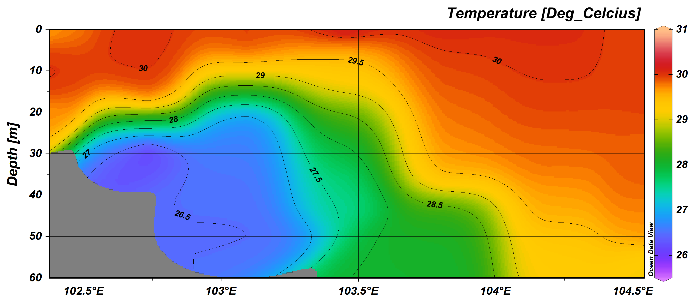 Temperature [Deg_Celcius]
0
10
20
30
40
50
60
Depth [m]
30
29.5
30
29
28
27
27.5
28.5
26.5
31
30
29
28
27
26
Ocean Data View
102.5°E
103°E
103.5°E
104°E
104.5°E